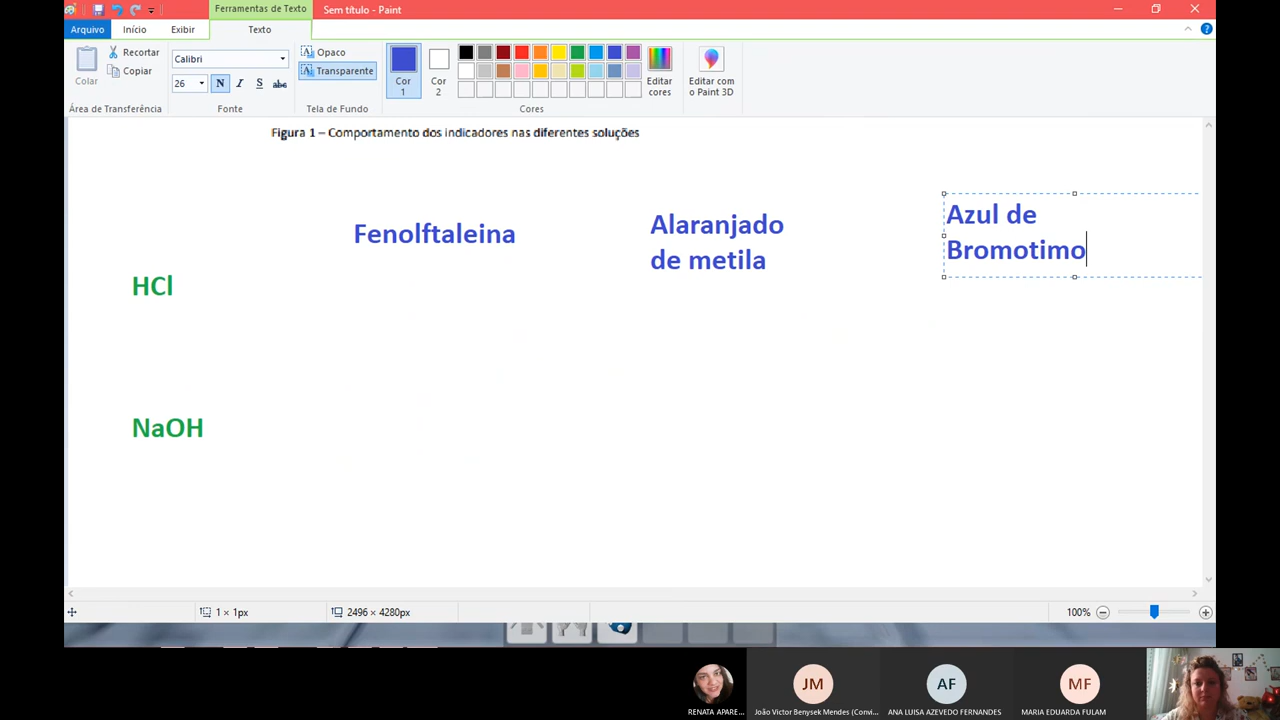 Ferramentas de Texto
Sem título - Paint
Arquivo
Início
Exibir
Texto
Colar
Recortar
Copiar
Área de Transferência
Calibri
26
N
I
S
abc
Fonte
Opaco
Transparente
Tela de Fundo
Cor
1
Cor
2
Cores
Editar
cores
Editar com
o Paint 3D
Figura 1 – Comportamento dos indicadores nas diferentes soluções
Fenolftaleina
Alaranjado
de metila
Azul de
Bromotimo
HCl
NaOH
1 × 1px
2496 × 4280px
100%
JM
AF
MF
RENATA APARE...
João Victor Benysek Mendes (Convi...
ANA LUISA AZEVEDO FERNANDES
MARIA EDUARDA FULAM